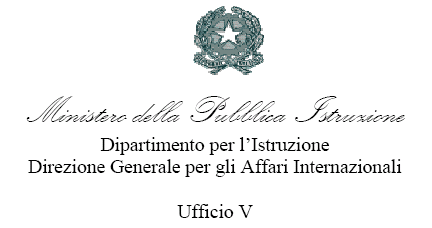 Ministero della Pubblica Istruzione
Dipartimento per l'Istruzione
Direzione Generale per gli Affari Internazionali
Ufficio V